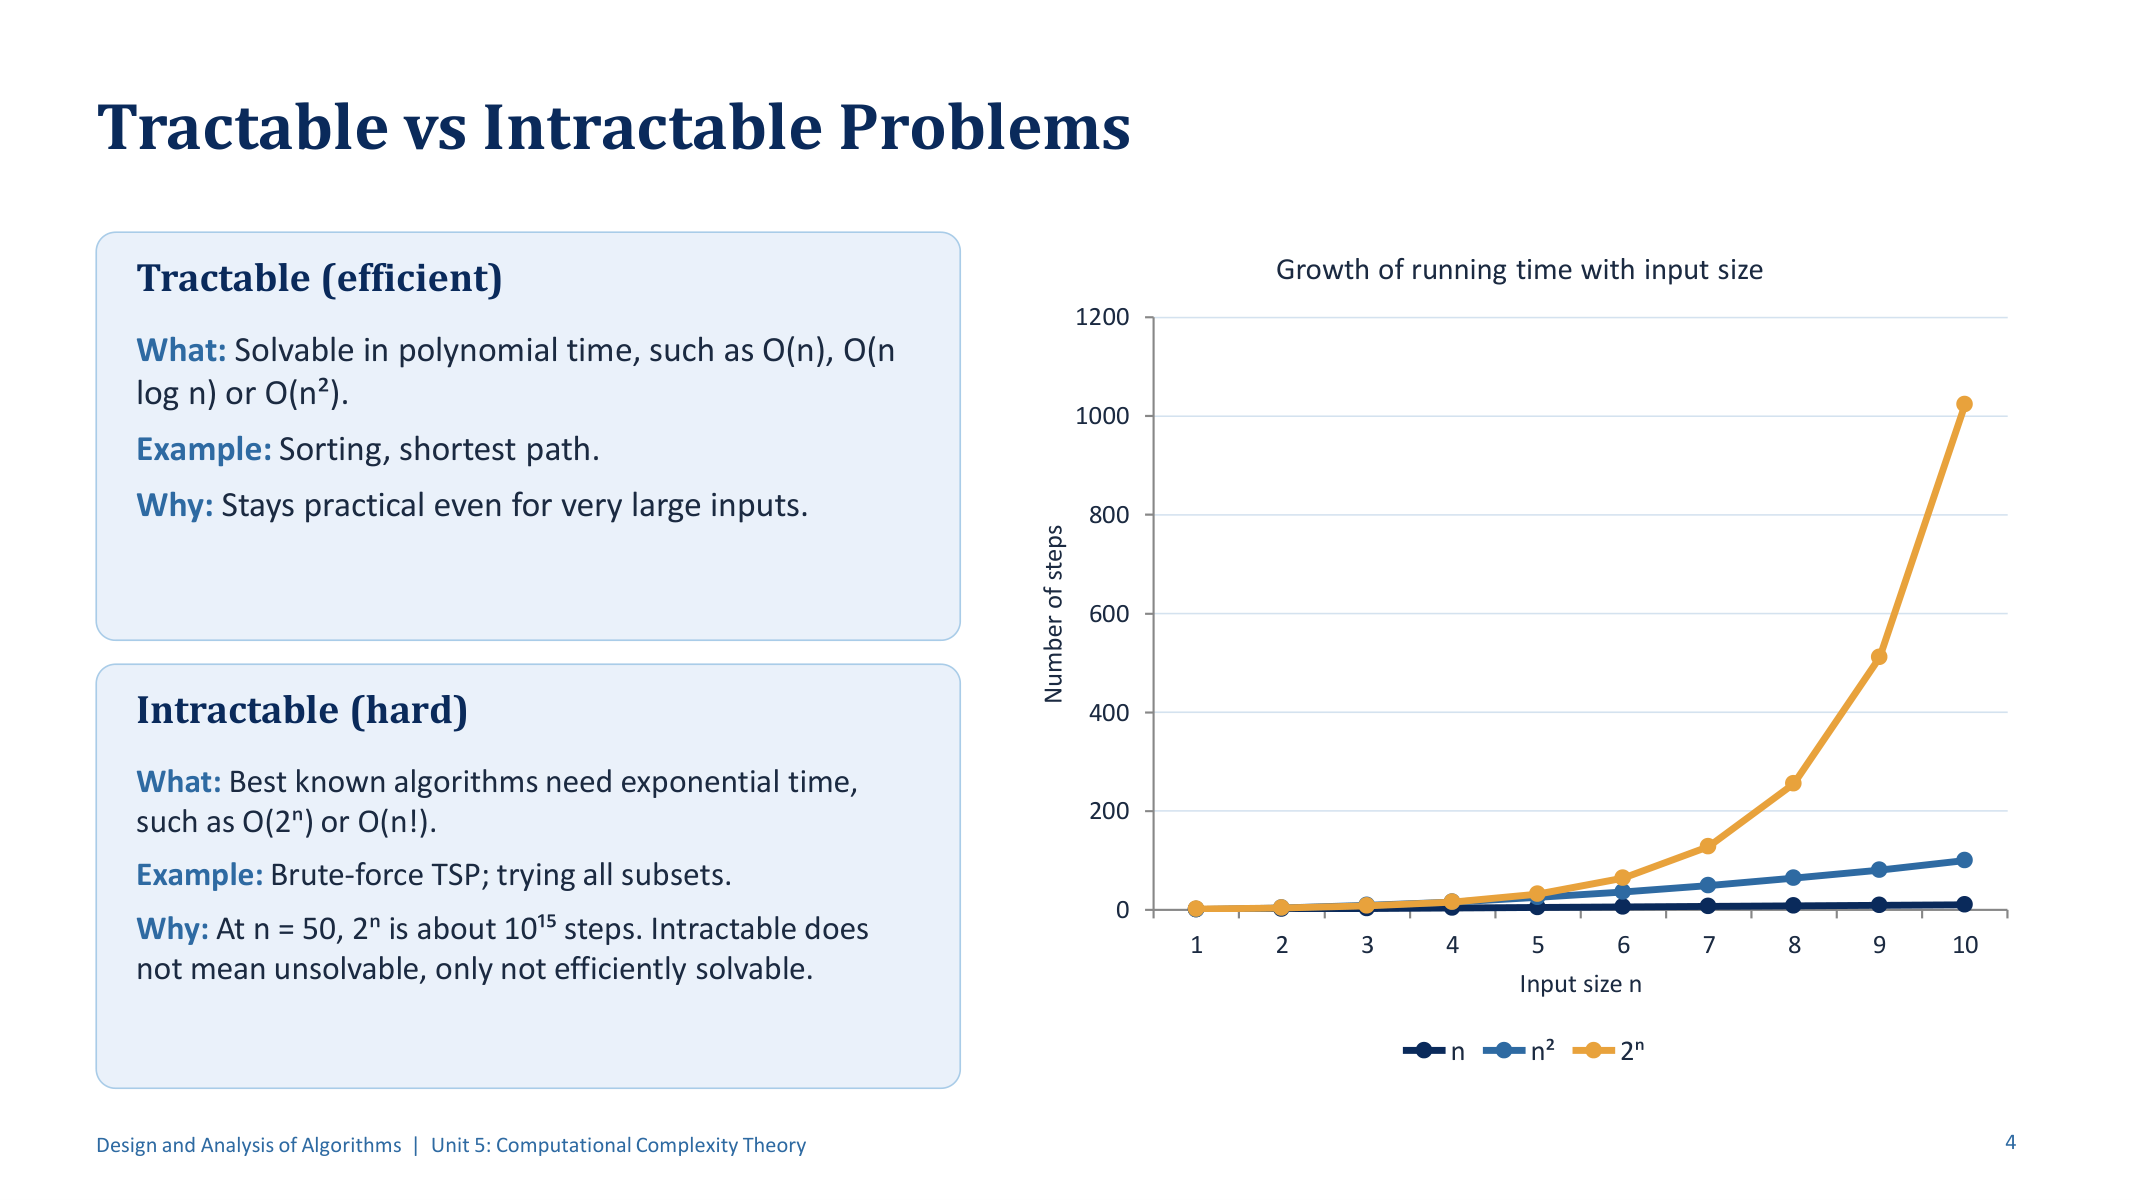 Tractable vs Intractable Problems
Tractable (efficient)
What: Solvable in polynomial time, such as O(n), O(n
log n) or O(n²).
Example: Sorting, shortest path.
Why: Stays practical even for very large inputs.
Intractable (hard)
What: Best known algorithms need exponential time,
such as O(2ⁿ) or O(n!).
Example: Brute-force TSP; trying all subsets.
Why: At n = 50, 2ⁿ is about 10¹⁵ steps. Intractable does
not mean unsolvable, only not efficiently solvable.
Growth of running time with input size
Number of steps
1200
1000
800
600
400
200
0
1 2 3 4 5 6 7 8 9 10
Input size n
n n² 2ⁿ
Design and Analysis of Algorithms | Unit 5: Computational Complexity Theory
4